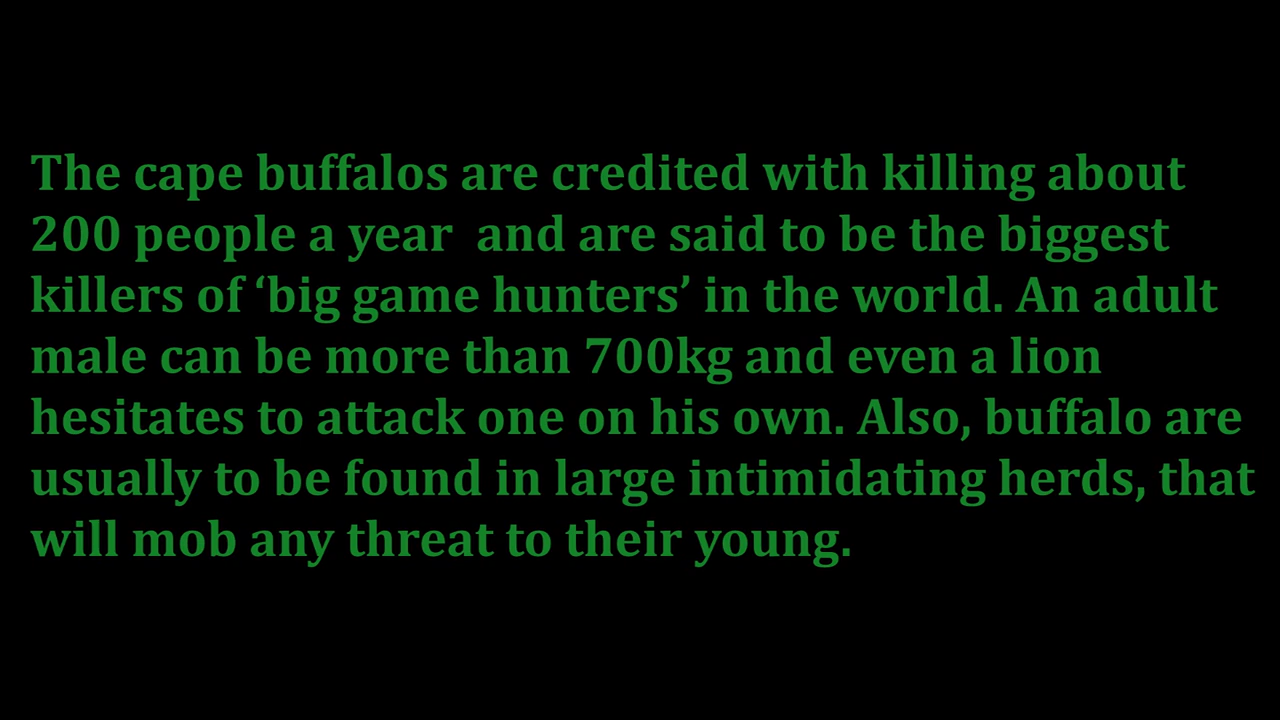 The cape buffalos are credited with killing about
200 people a year  and are said to be the biggest
killers of ‘big game hunters’ in the world. An adult
male can be more than 700kg and even a lion
hesitates to attack one on his own. Also, buffalo are
usually to be found in large intimidating herds, that
will mob any threat to their young.